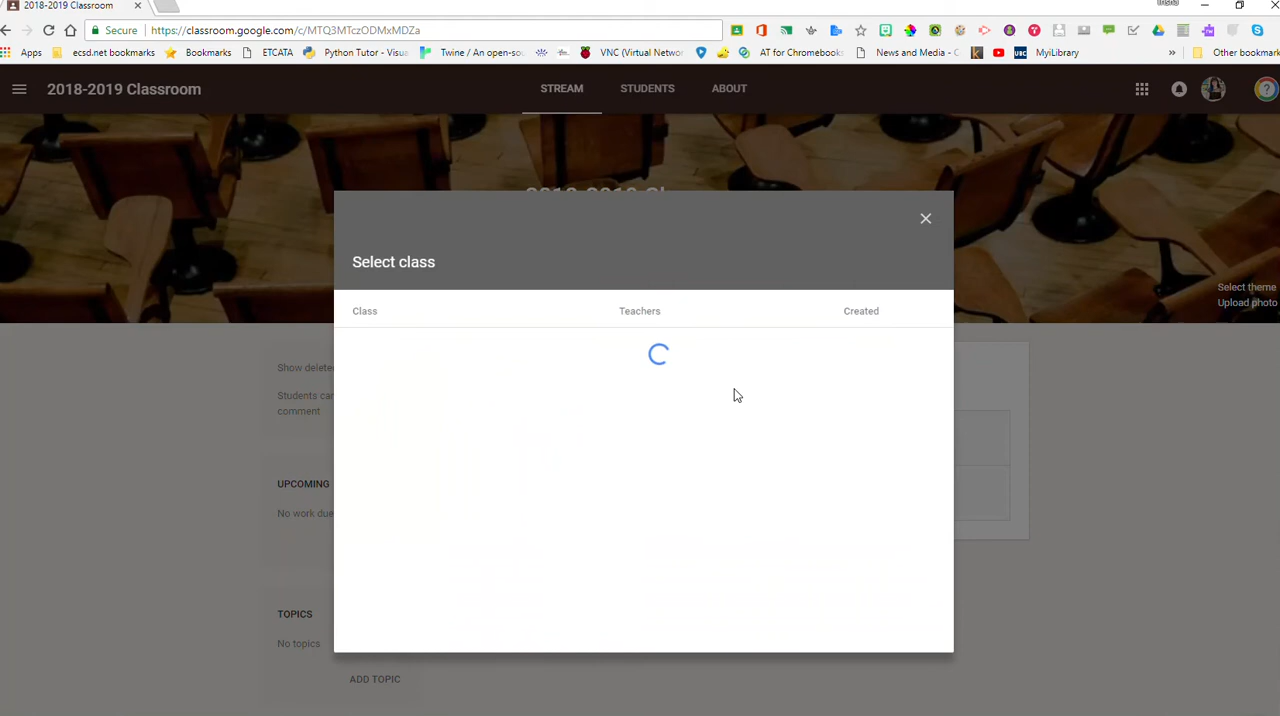 2018-2019 Classroom
Secure https://classroom.google.com/c/MTQ3MTczODMxMDZa
Apps ecsd.net bookmarks Bookmarks ETCATA Python Tutor - Visua Twine / An open-sou VNC (Virtual Netwo AT for Chromebook News and Media - C MyLibrary » Other bookmark
2018-2019 Classroom STREAM STUDENTS ABOUT
Select class
Select theme
Upload photo
Class Teachers Created
Show delete
Students can
comment
UPCOMING
No work due
TOPICS
No topics
ADD TOPIC